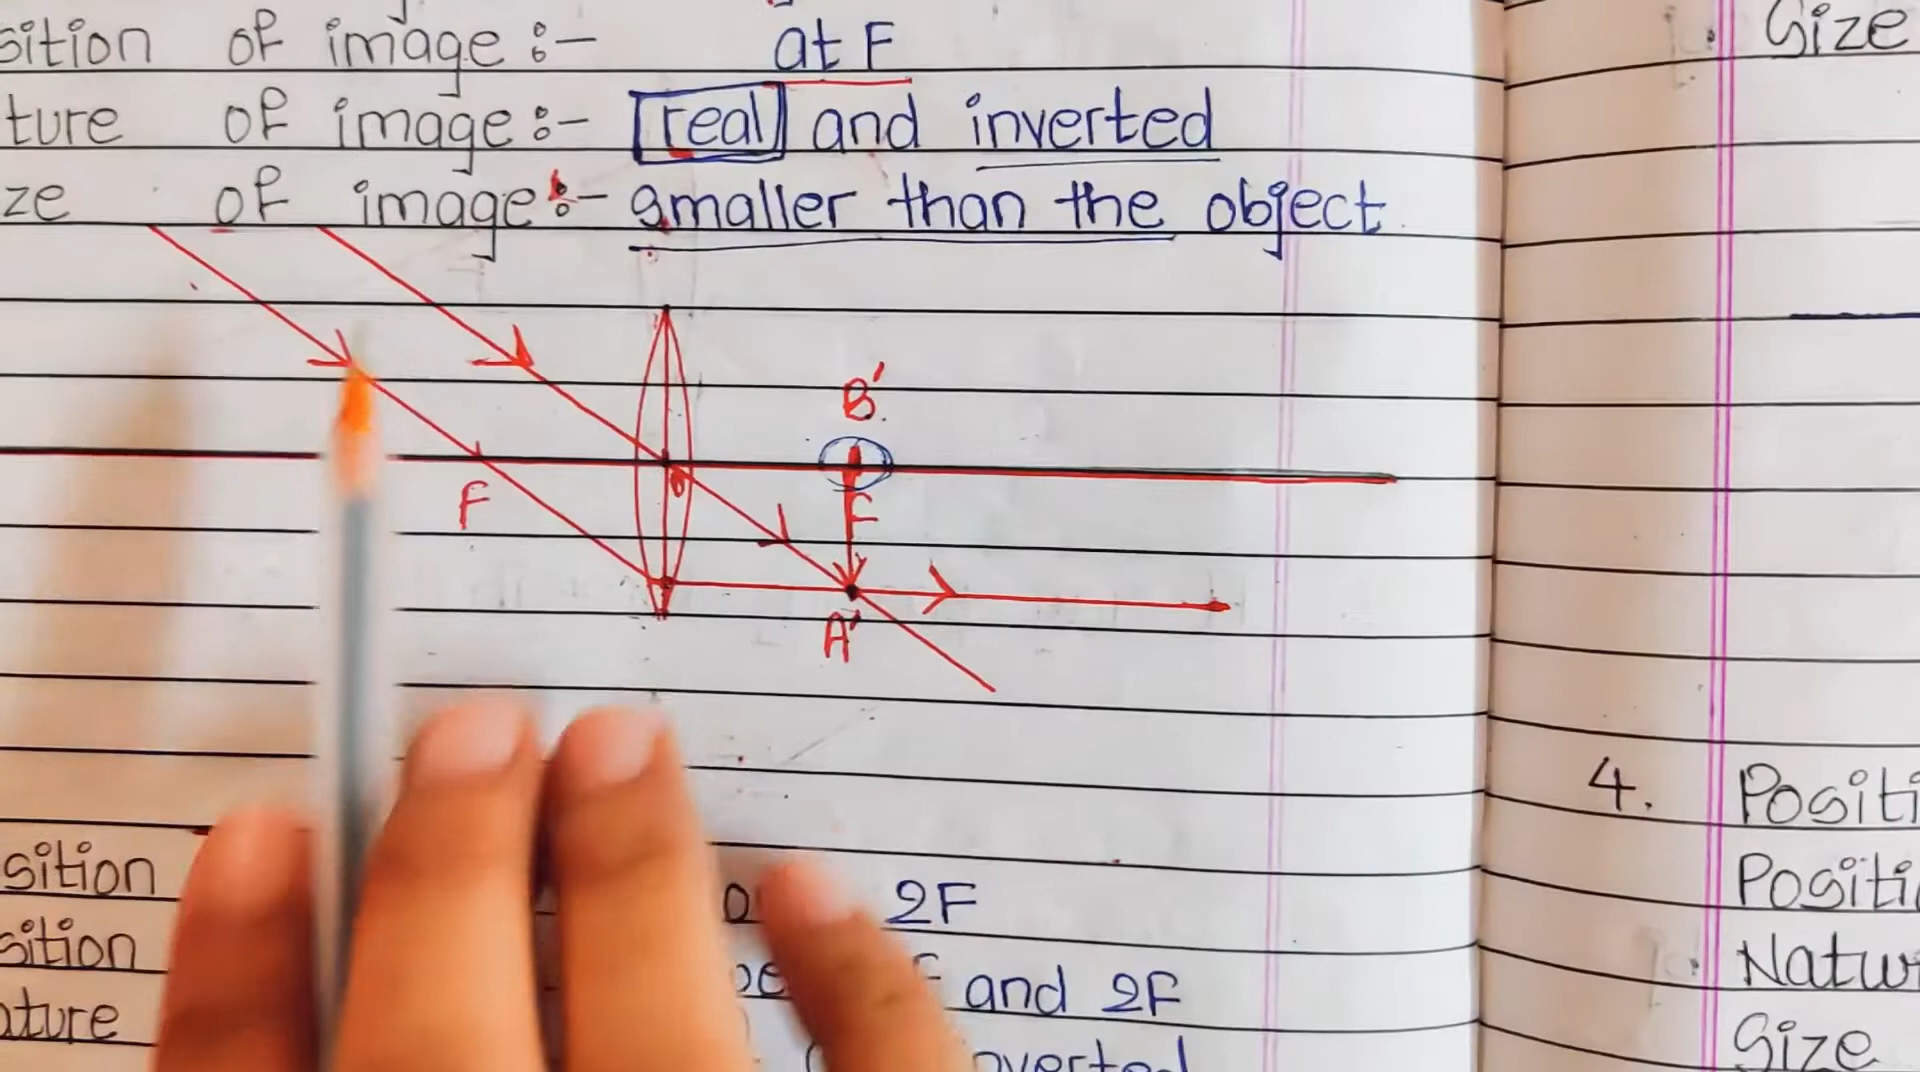 sition of image :- at F
ture of image :- real and inverted
ze of image :- smaller than the object
B'
F
F
A'
sition 2F
sition and 2F
ature
Size
4. Positi
Positi
Natu
Size